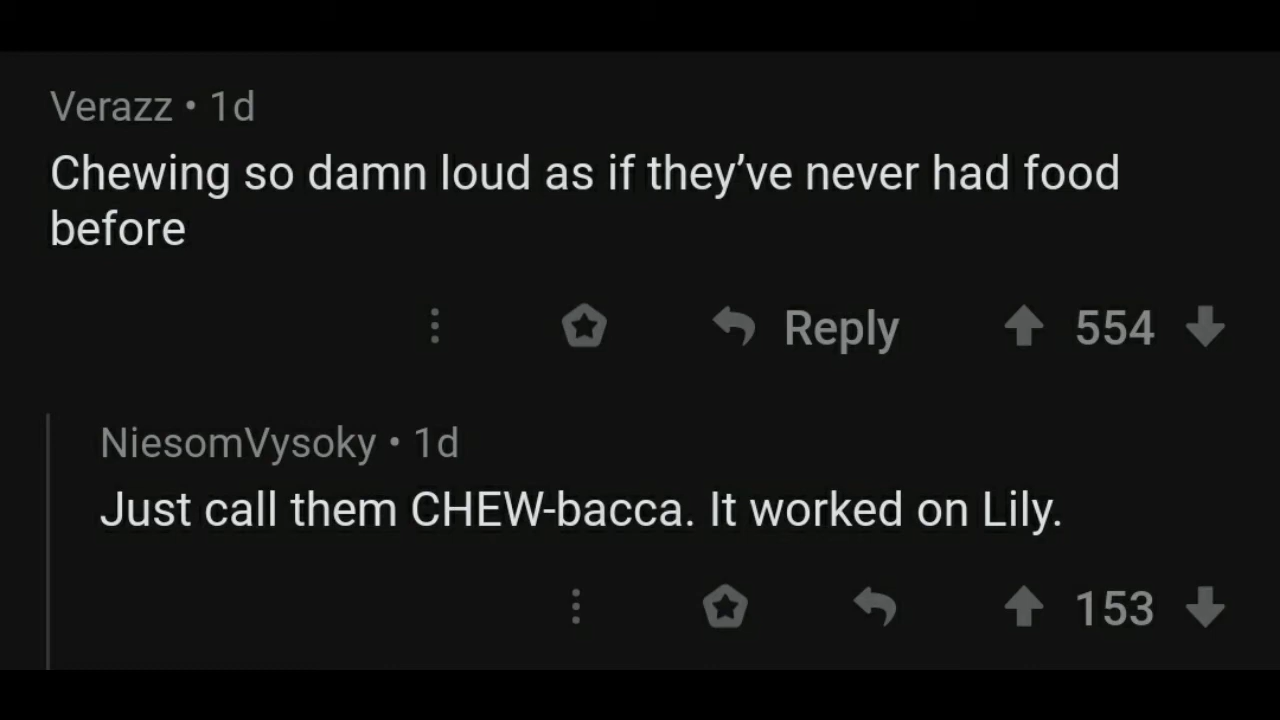 Verazz • 1d
Chewing so damn loud as if they’ve never had food
before
Reply 554
NiesomVysoky • 1d
Just call them CHEW-bacca. It worked on Lily.
153